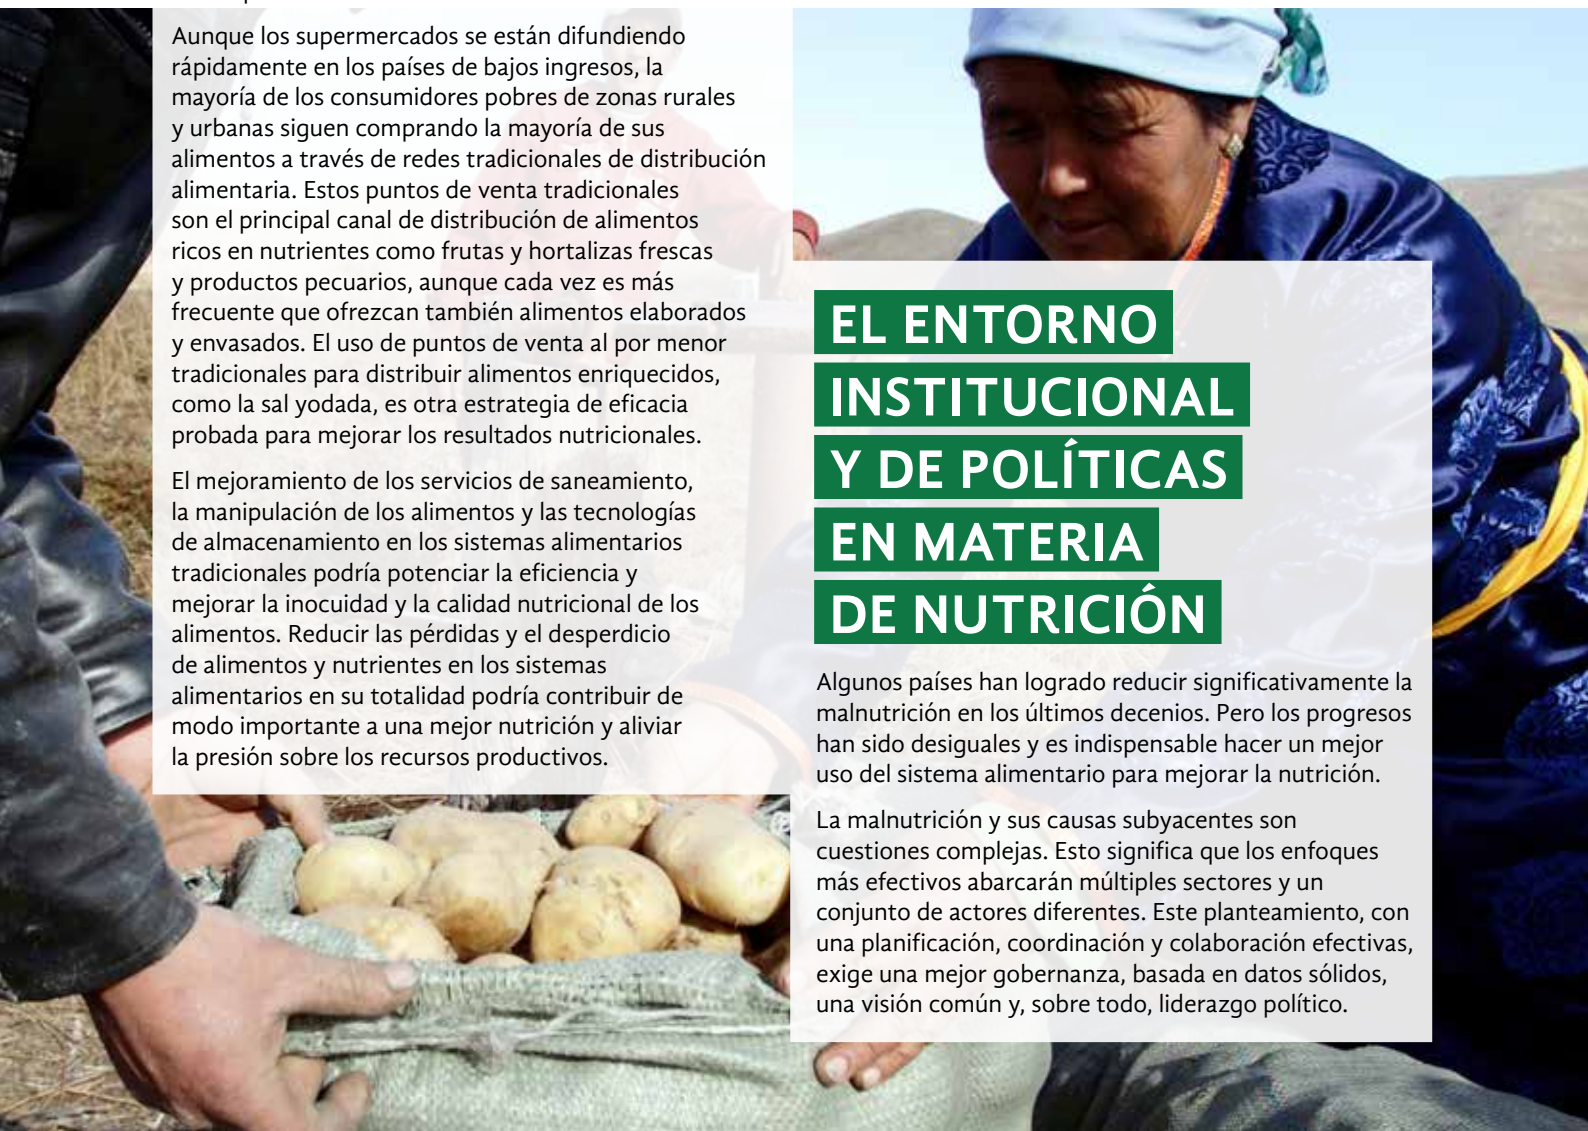 Aunque los supermercados se están difundiendo
rápidamente en los países de bajos ingresos, la
mayoría de los consumidores pobres de zonas rurales
y urbanas siguen comprando la mayoría de sus
alimentos a través de redes tradicionales de distribución
alimentaria. Estos puntos de venta tradicionales
son el principal canal de distribución de alimentos
ricos en nutrientes como frutas y hortalizas frescas
y productos pecuarios, aunque cada vez es más
frecuente que ofrezcan también alimentos elaborados
y envasados. El uso de puntos de venta al por menor
tradicionales para distribuir alimentos enriquecidos,
como la sal yodada, es otra estrategia de eficacia
probada para mejorar los resultados nutricionales.
El mejoramiento de los servicios de saneamiento,
la manipulación de los alimentos y las tecnologías
de almacenamiento en los sistemas alimentarios
tradicionales podría potenciar la eficiencia y
mejorar la inocuidad y la calidad nutricional de los
alimentos. Reducir las pérdidas y el desperdicio
de alimentos y nutrientes en los sistemas
alimentarios en su totalidad podría contribuir de
modo importante a una mejor nutrición y aliviar
la presión sobre los recursos productivos.
EL ENTORNO
INSTITUCIONAL
Y DE POLÍTICAS
EN MATERIA
DE NUTRICIÓN
Algunos países han logrado reducir significativamente la
malnutrición en los últimos decenios. Pero los progresos
han sido desiguales y es indispensable hacer un mejor
uso del sistema alimentario para mejorar la nutrición.
La malnutrición y sus causas subyacentes son
cuestiones complejas. Esto significa que los enfoques
más efectivos abarcarán múltiples sectores y un
conjunto de actores diferentes. Este planteamiento, con
una planificación, coordinación y colaboración efectivas,
exige una mejor gobernanza, basada en datos sólidos,
una visión común y, sobre todo, liderazgo político.